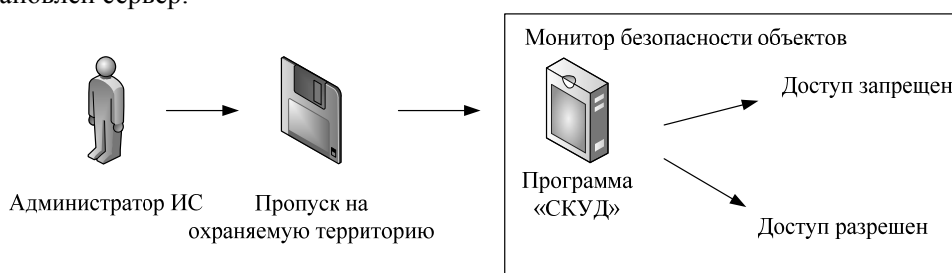 Монитор безопасности объектов
Доступ запрещен
Программа
«СКУД»
Администратор ИС
Пропуск на
охраняемую территорию
Доступ разрешен